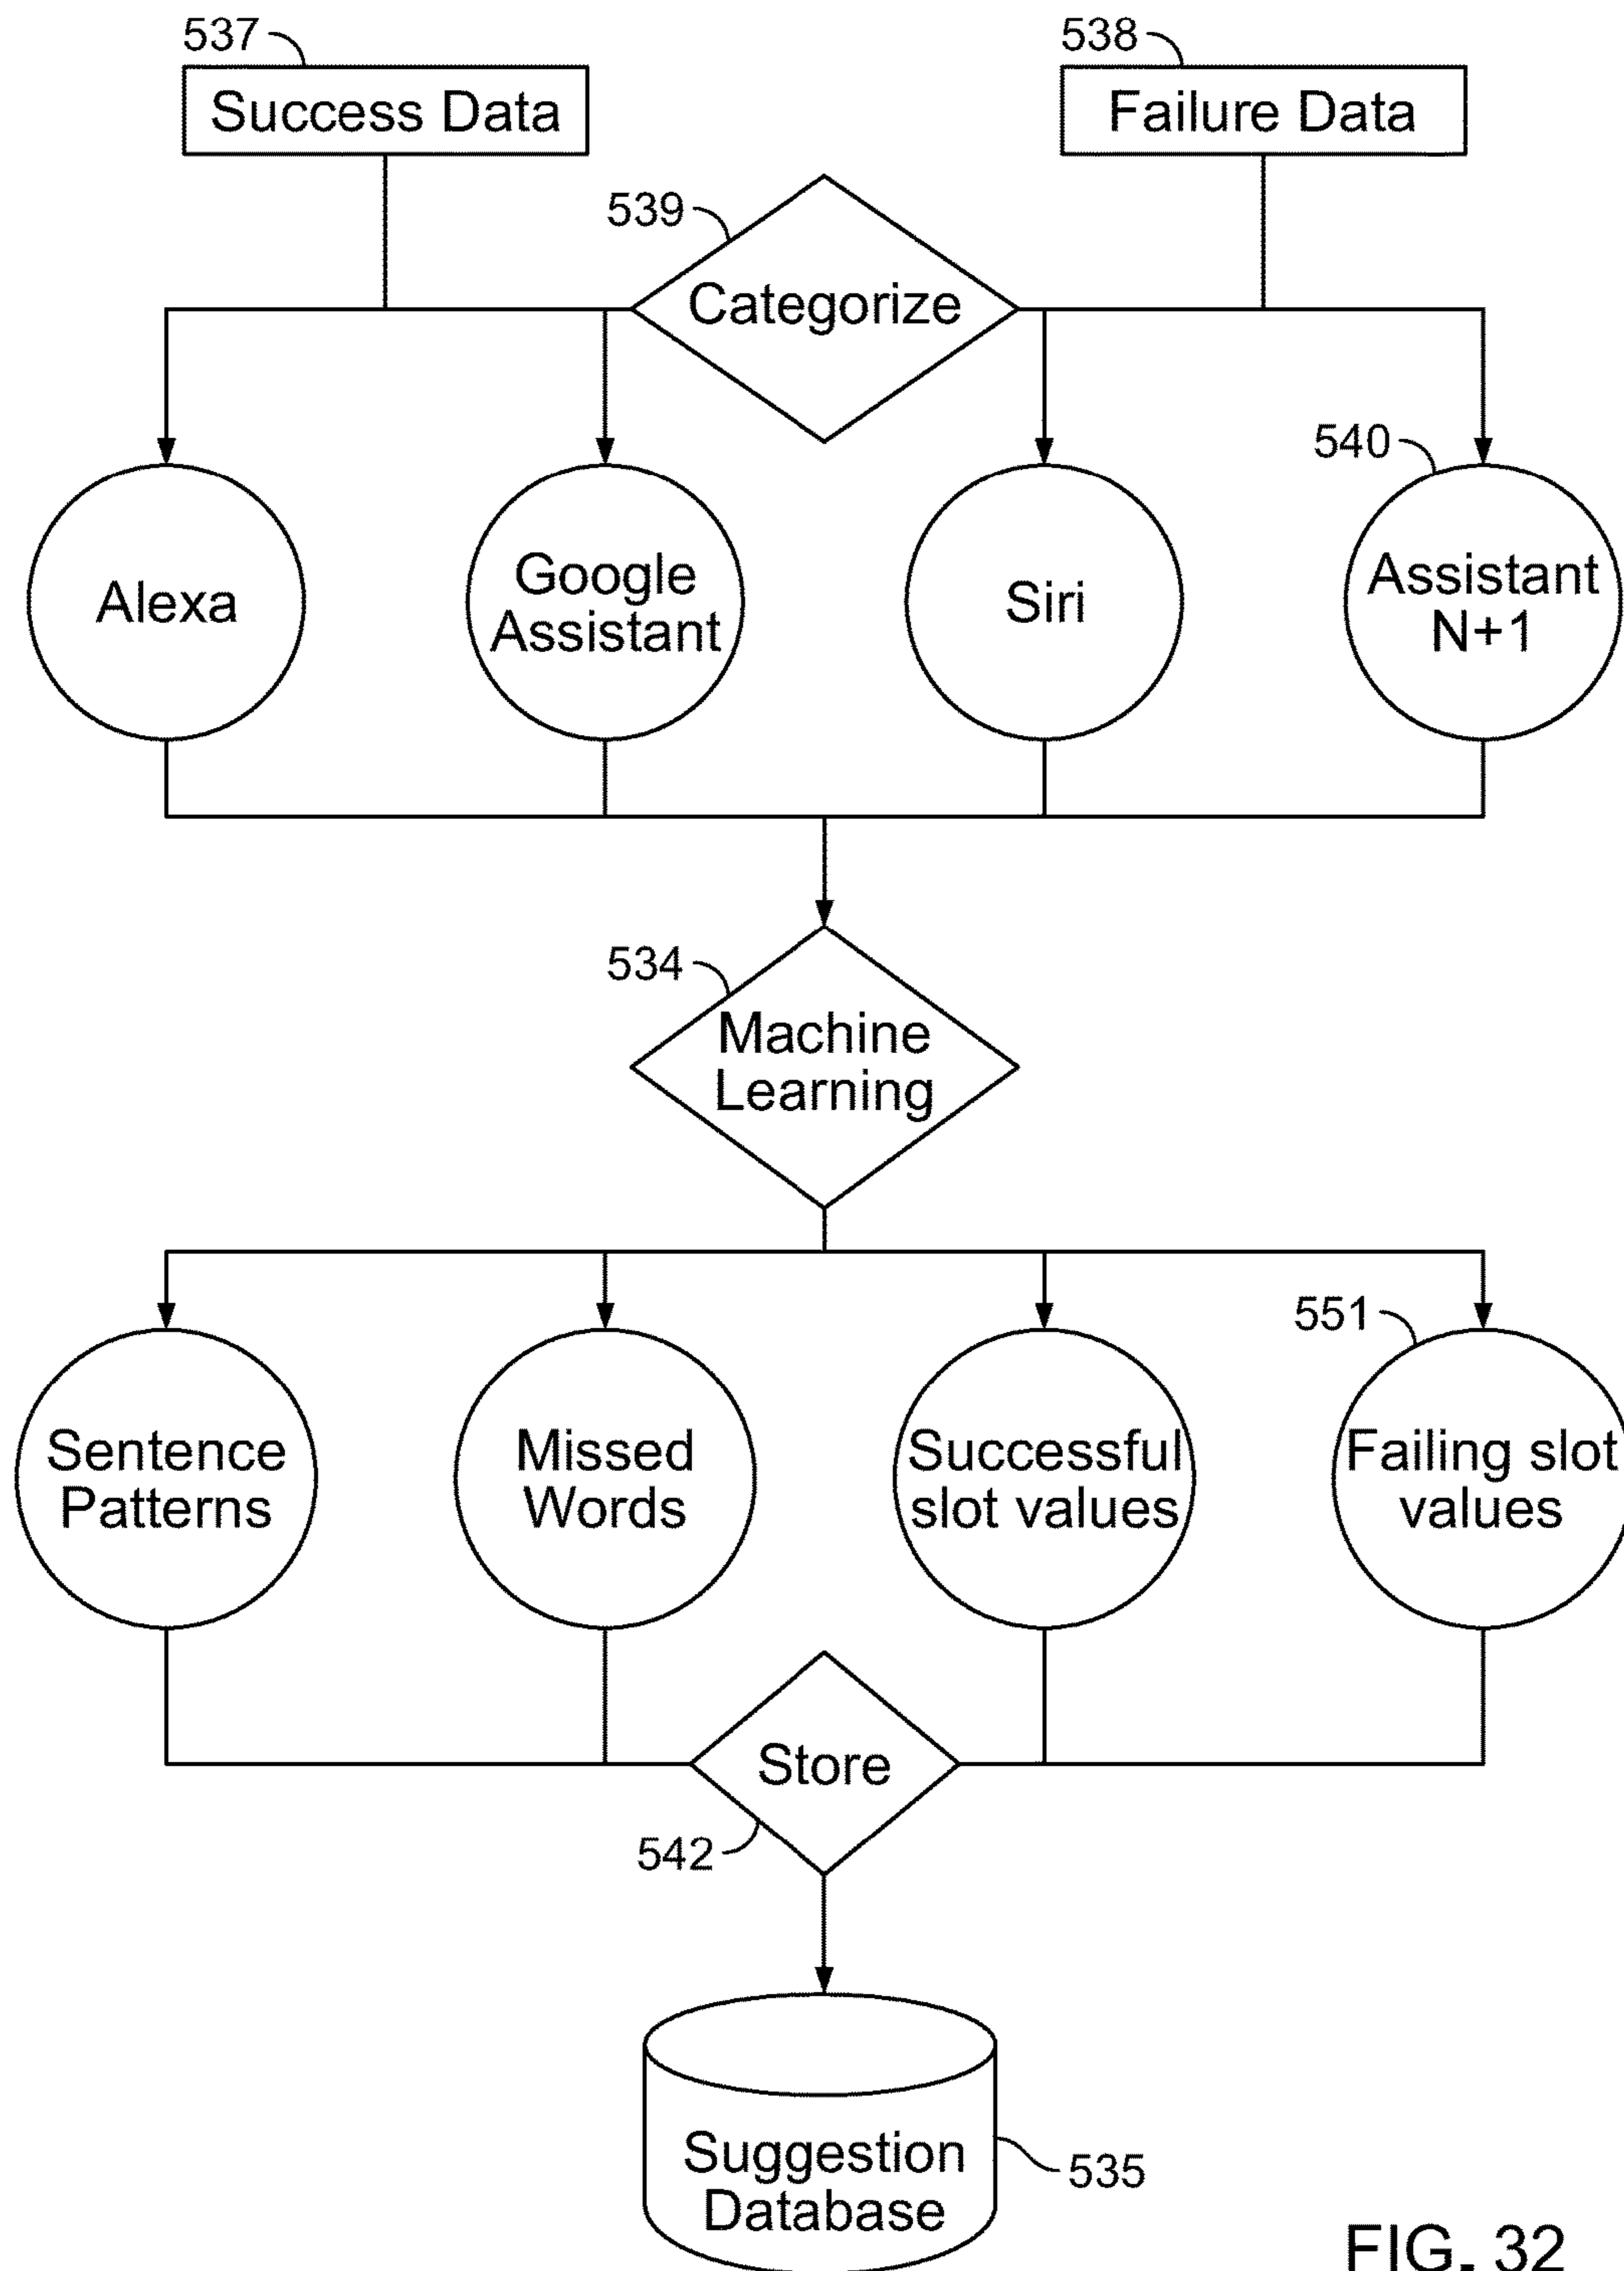 537
538
Success Data
Failure Data
539
Categorize
540
Alexa
Google
Assistant
Siri
Assistant
N+1
534
Machine
Learning
551
Sentence
Patterns
Missed
Words
Successful
slot values
Failing slot
values
Store
542
Suggestion
Database
535
FIG. 32